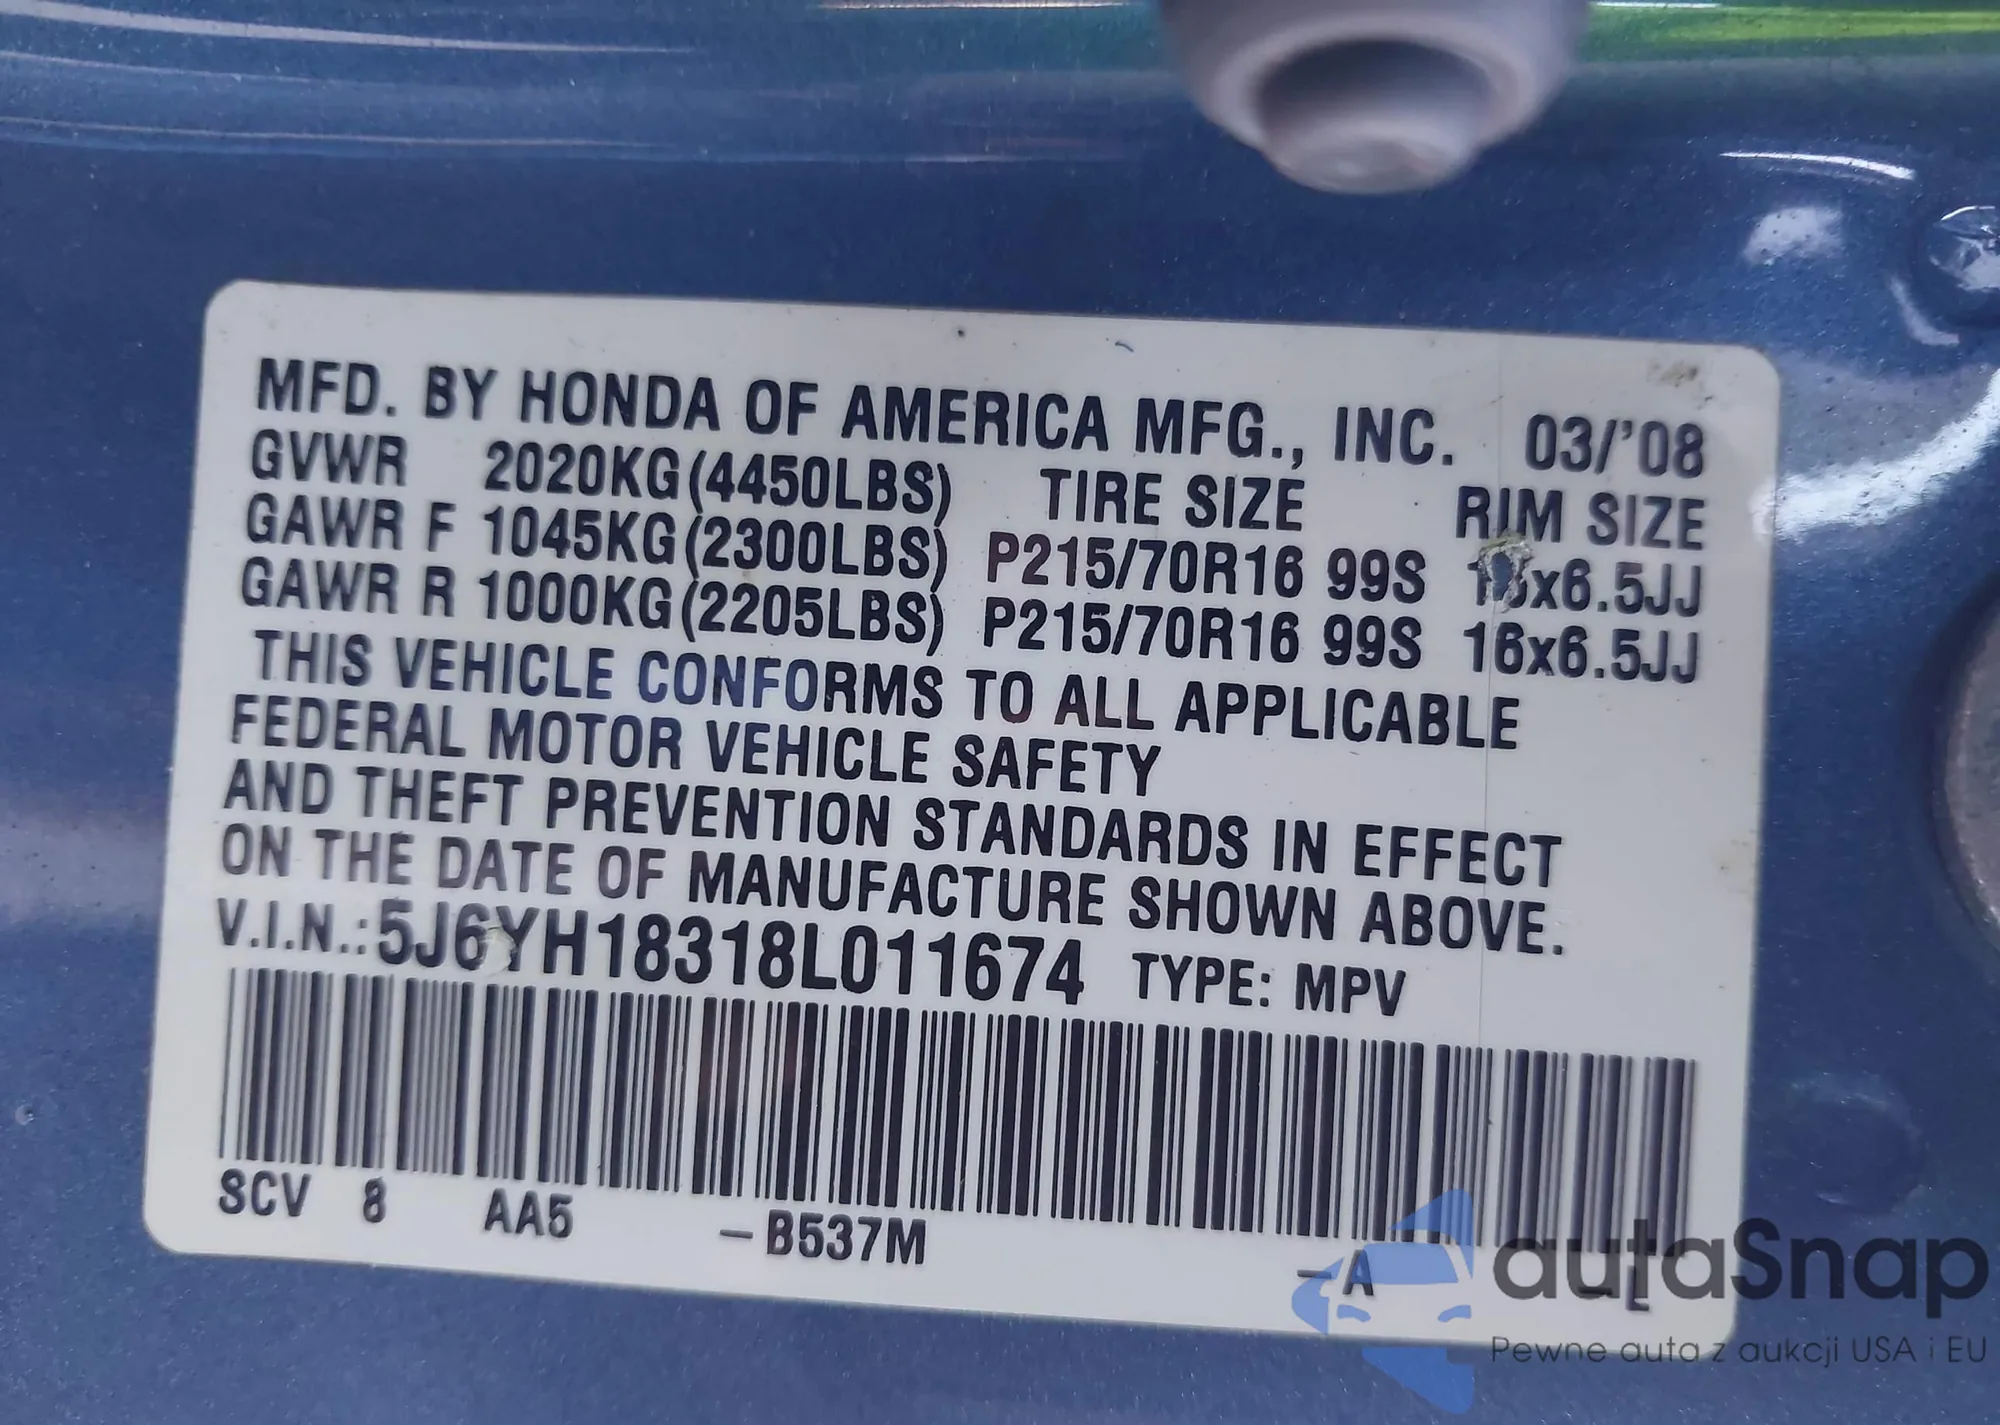 MFD. BY HONDA OF AMERICA MFG., INC. 03/'08
GVWR 2020KG(4450LBS) TIRE SIZE RIM SIZE
GAWR F 1045KG(2300LBS) P215/70R16 99S 16x6.5JJ
GAWR R 1000KG(2205LBS) P215/70R16 99S 16x6.5JJ
THIS VEHICLE CONFORMS TO ALL APPLICABLE
FEDERAL MOTOR VEHICLE SAFETY
AND THEFT PREVENTION STANDARDS IN EFFECT
ON THE DATE OF MANUFACTURE SHOWN ABOVE.
V.I.N.:5J6YH18318L011674 TYPE: MPV
SCV 8 AA5 –B537M –A –L
autaSnap
Pewne auta z aukcji USA i EU